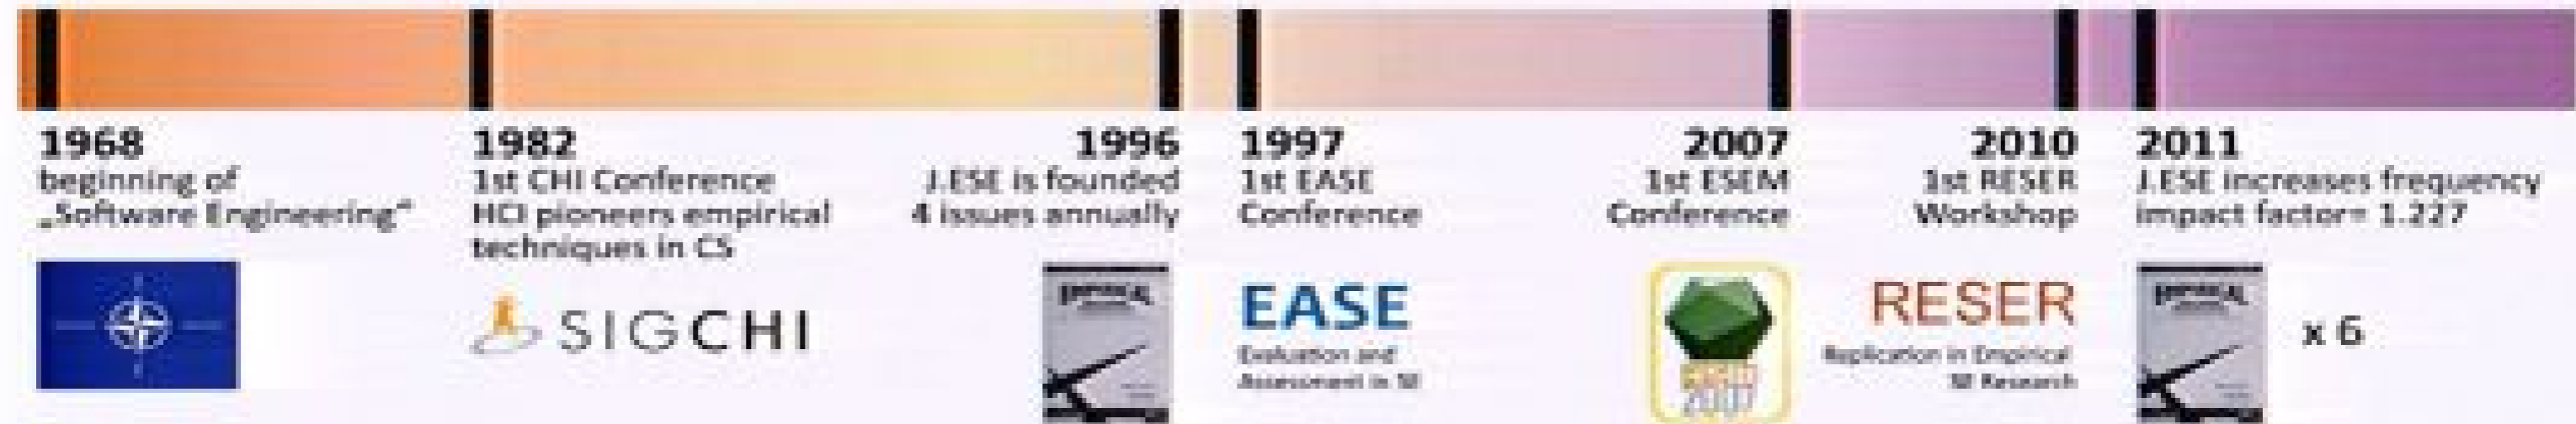 1968
beginning of
„Software Engineering“
1982
1st CHI Conference
HCI pioneers empirical
techniques in CS
SIGCHI
1996
J.ESE is founded
4 issues annually
EMPIRICAL
1997
1st EASE
Conference
EASE
Evaluation and
Assessment in SE
2007
1st ESEM
Conference
2007
2010
1st RESER
Workshop
RESER
Replication in Empirical
SE Research
2011
J.ESE increases frequency
impact factor= 1.227
EMPIRICAL
x 6